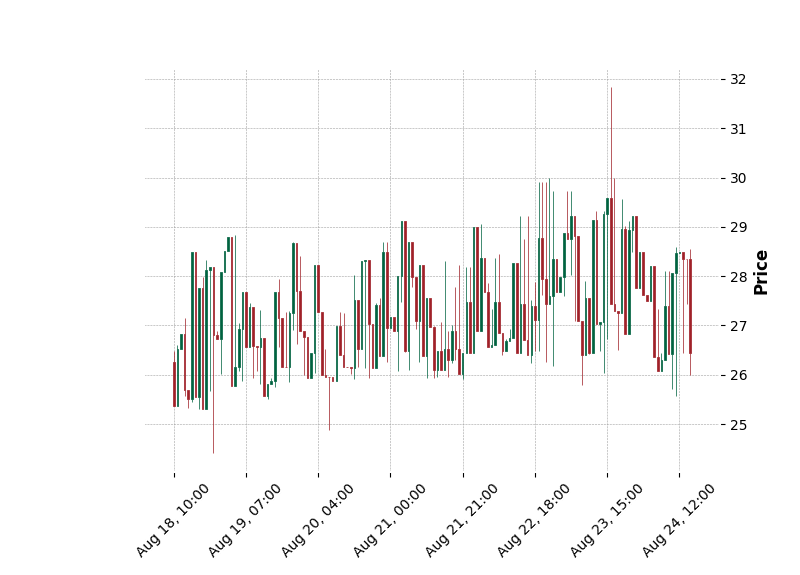 32
31
30
29
28
27
26
25
Price
Aug 18, 10:00
Aug 19, 07:00
Aug 20, 04:00
Aug 21, 00:00
Aug 21, 21:00
Aug 22, 18:00
Aug 23, 15:00
Aug 24, 12:00